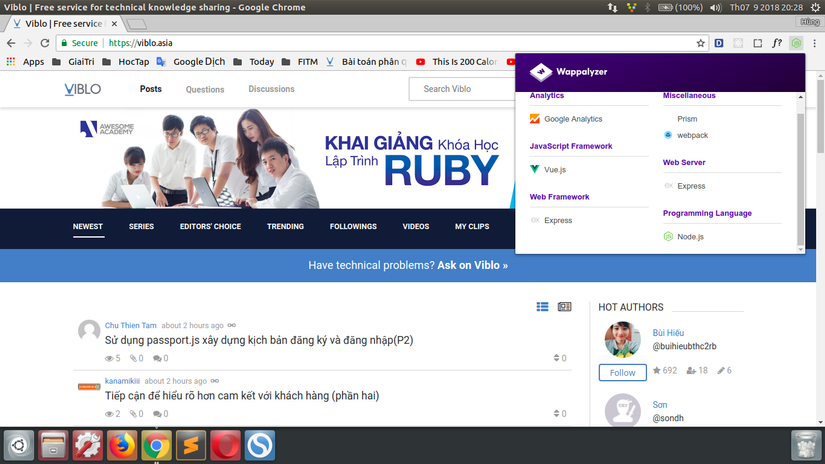 Viblo | Free service for technical knowledge sharing - Google Chrome
(100%)
Th07 9 2018 20:28
Viblo | Free service
Hùng
Secure
https://viblo.asia
Apps
GiaiTri
HocTap
Google Dịch
Today
FITM
Bài toán phân
This Is 200 Calor
VIBLO
Posts
Questions
Discussions
Search Viblo
Wappalyzer
Analytics
Google Analytics
JavaScript Framework
Vue.js
Web Framework
Express
Miscellaneous
Prism
webpack
Web Server
Express
Programming Language
Node.js
AWESOME
ACADEMY
KHAI GIẢNG Khóa Học
Lập Trình RUBY
NEWEST
SERIES
EDITORS' CHOICE
TRENDING
FOLLOWINGS
VIDEOS
MY CLIPS
Have technical problems? Ask on Viblo »
Chu Thien Tam about 2 hours ago
Sử dụng passport.js xây dựng kịch bản đăng ký và đăng nhập(P2)
5 0 0
0
kanamikiii about 2 hours ago
Tiếp cận để hiểu rõ hơn cam kết với khách hàng (phần hai)
2 0 0
0
HOT AUTHORS
Bùi Hiếu
@buihieubthc2rb
Follow
692 18 6
Sơn
@sondh